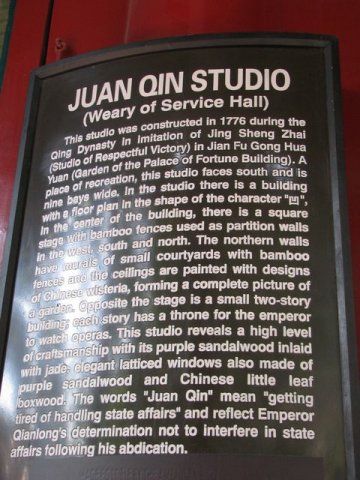 JUAN QIN STUDIO
(Weary of Service Hall)
This studio was constructed in 1776 during the
Qing Dynasty in imitation of Jing Sheng Zhai
(Studio of Respectful Victory) in Jian Fu Gong Hua
Yuan (Garden of the Palace of Fortune Building). A
place of recreation, this studio faces south and is
nine bays wide. In the studio there is a building
with a floor plan in the shape of the character "凹".
In the center of the building, there is a square
stage with bamboo fences used as partition walls
in the west, south and north. The northern walls
have murals of small courtyards with bamboo
fences and the ceilings are painted with designs
of Chinese wisteria, forming a complete picture of
a garden. Opposite the stage is a small two-story
building; each story has a throne for the emperor
to watch operas. This studio reveals a high level
of craftsmanship with its purple sandalwood inlaid
with jade; elegant latticed windows also made of
purple sandalwood and Chinese little leaf
boxwood. The words "Juan Qin" mean "getting
tired of handling state affairs" and reflect Emperor
Qianlong's determination not to interfere in state
affairs following his abdication.